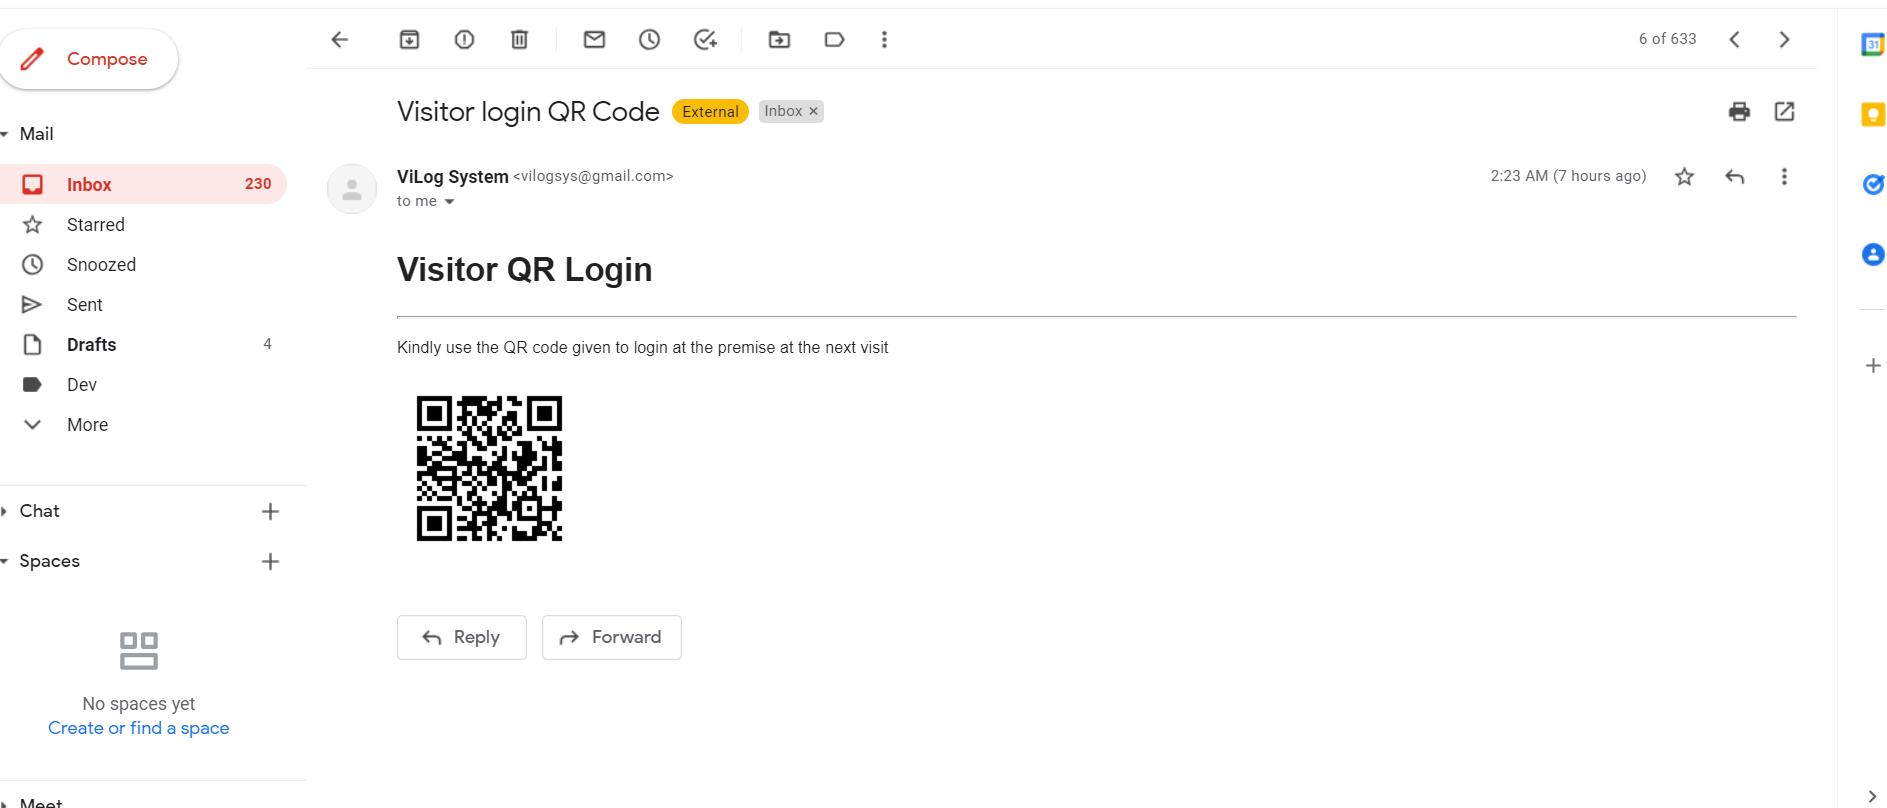 Compose
6 of 633
31
Visitor login QR Code External Inbox ×
Mail
Inbox 230
Starred
Snoozed
Sent
Drafts 4
Dev
More
Chat
Spaces
No spaces yet
Create or find a space
Meet
ViLog System <vilogsys@gmail.com> 2:23 AM (7 hours ago)
to me
Visitor QR Login
Kindly use the QR code given to login at the premise at the next visit
Reply Forward